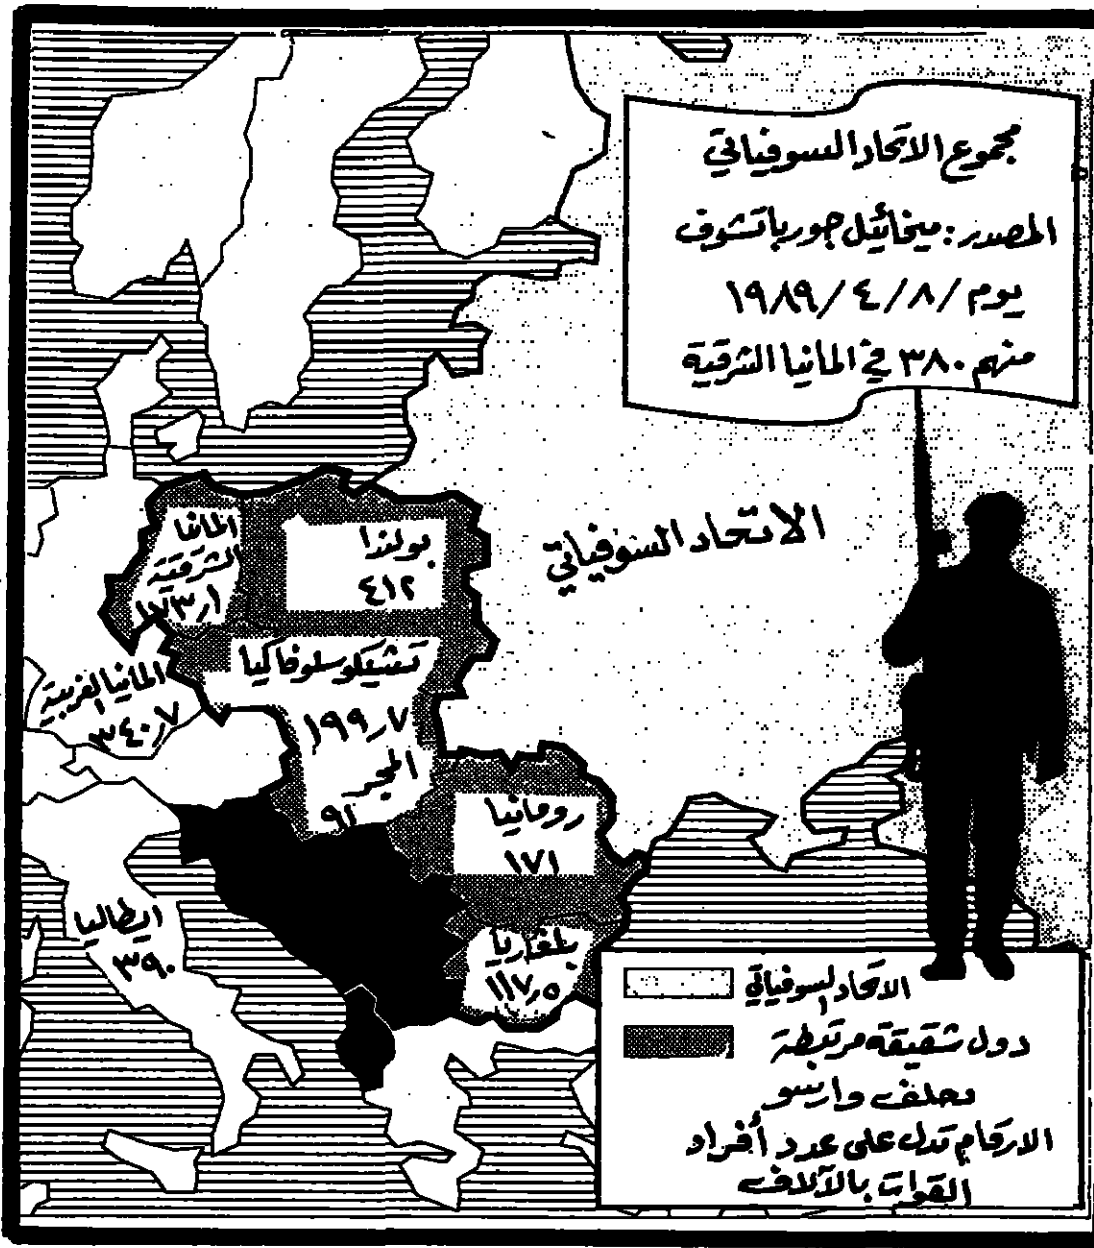 مجموع الاتحاد السوفياتي
المصدر: ميخائيل جورباتشوف
يوم /٨ /٤ /١٩٨٩
منهم ٣٨٠ في المانيا الشرقية
الاتحاد السوفياتي
المانيا
الشرقية
١٧٣٫١
بولندا
٤١٢
تشيكوسلوفاكيا
١٩٩٫٧
المانيا الغربية
٣٤٠٫٧
المجر
٩١
رومانيا
١٧١
ايطاليا
٣٩٠
بلغاريا
١١٧٫٥
الاتحاد السوفياتي
دول شقيقة مرتبطة
بحلف وارسو
الارقام تدل على عدد أفراد
القوات بالآلاف